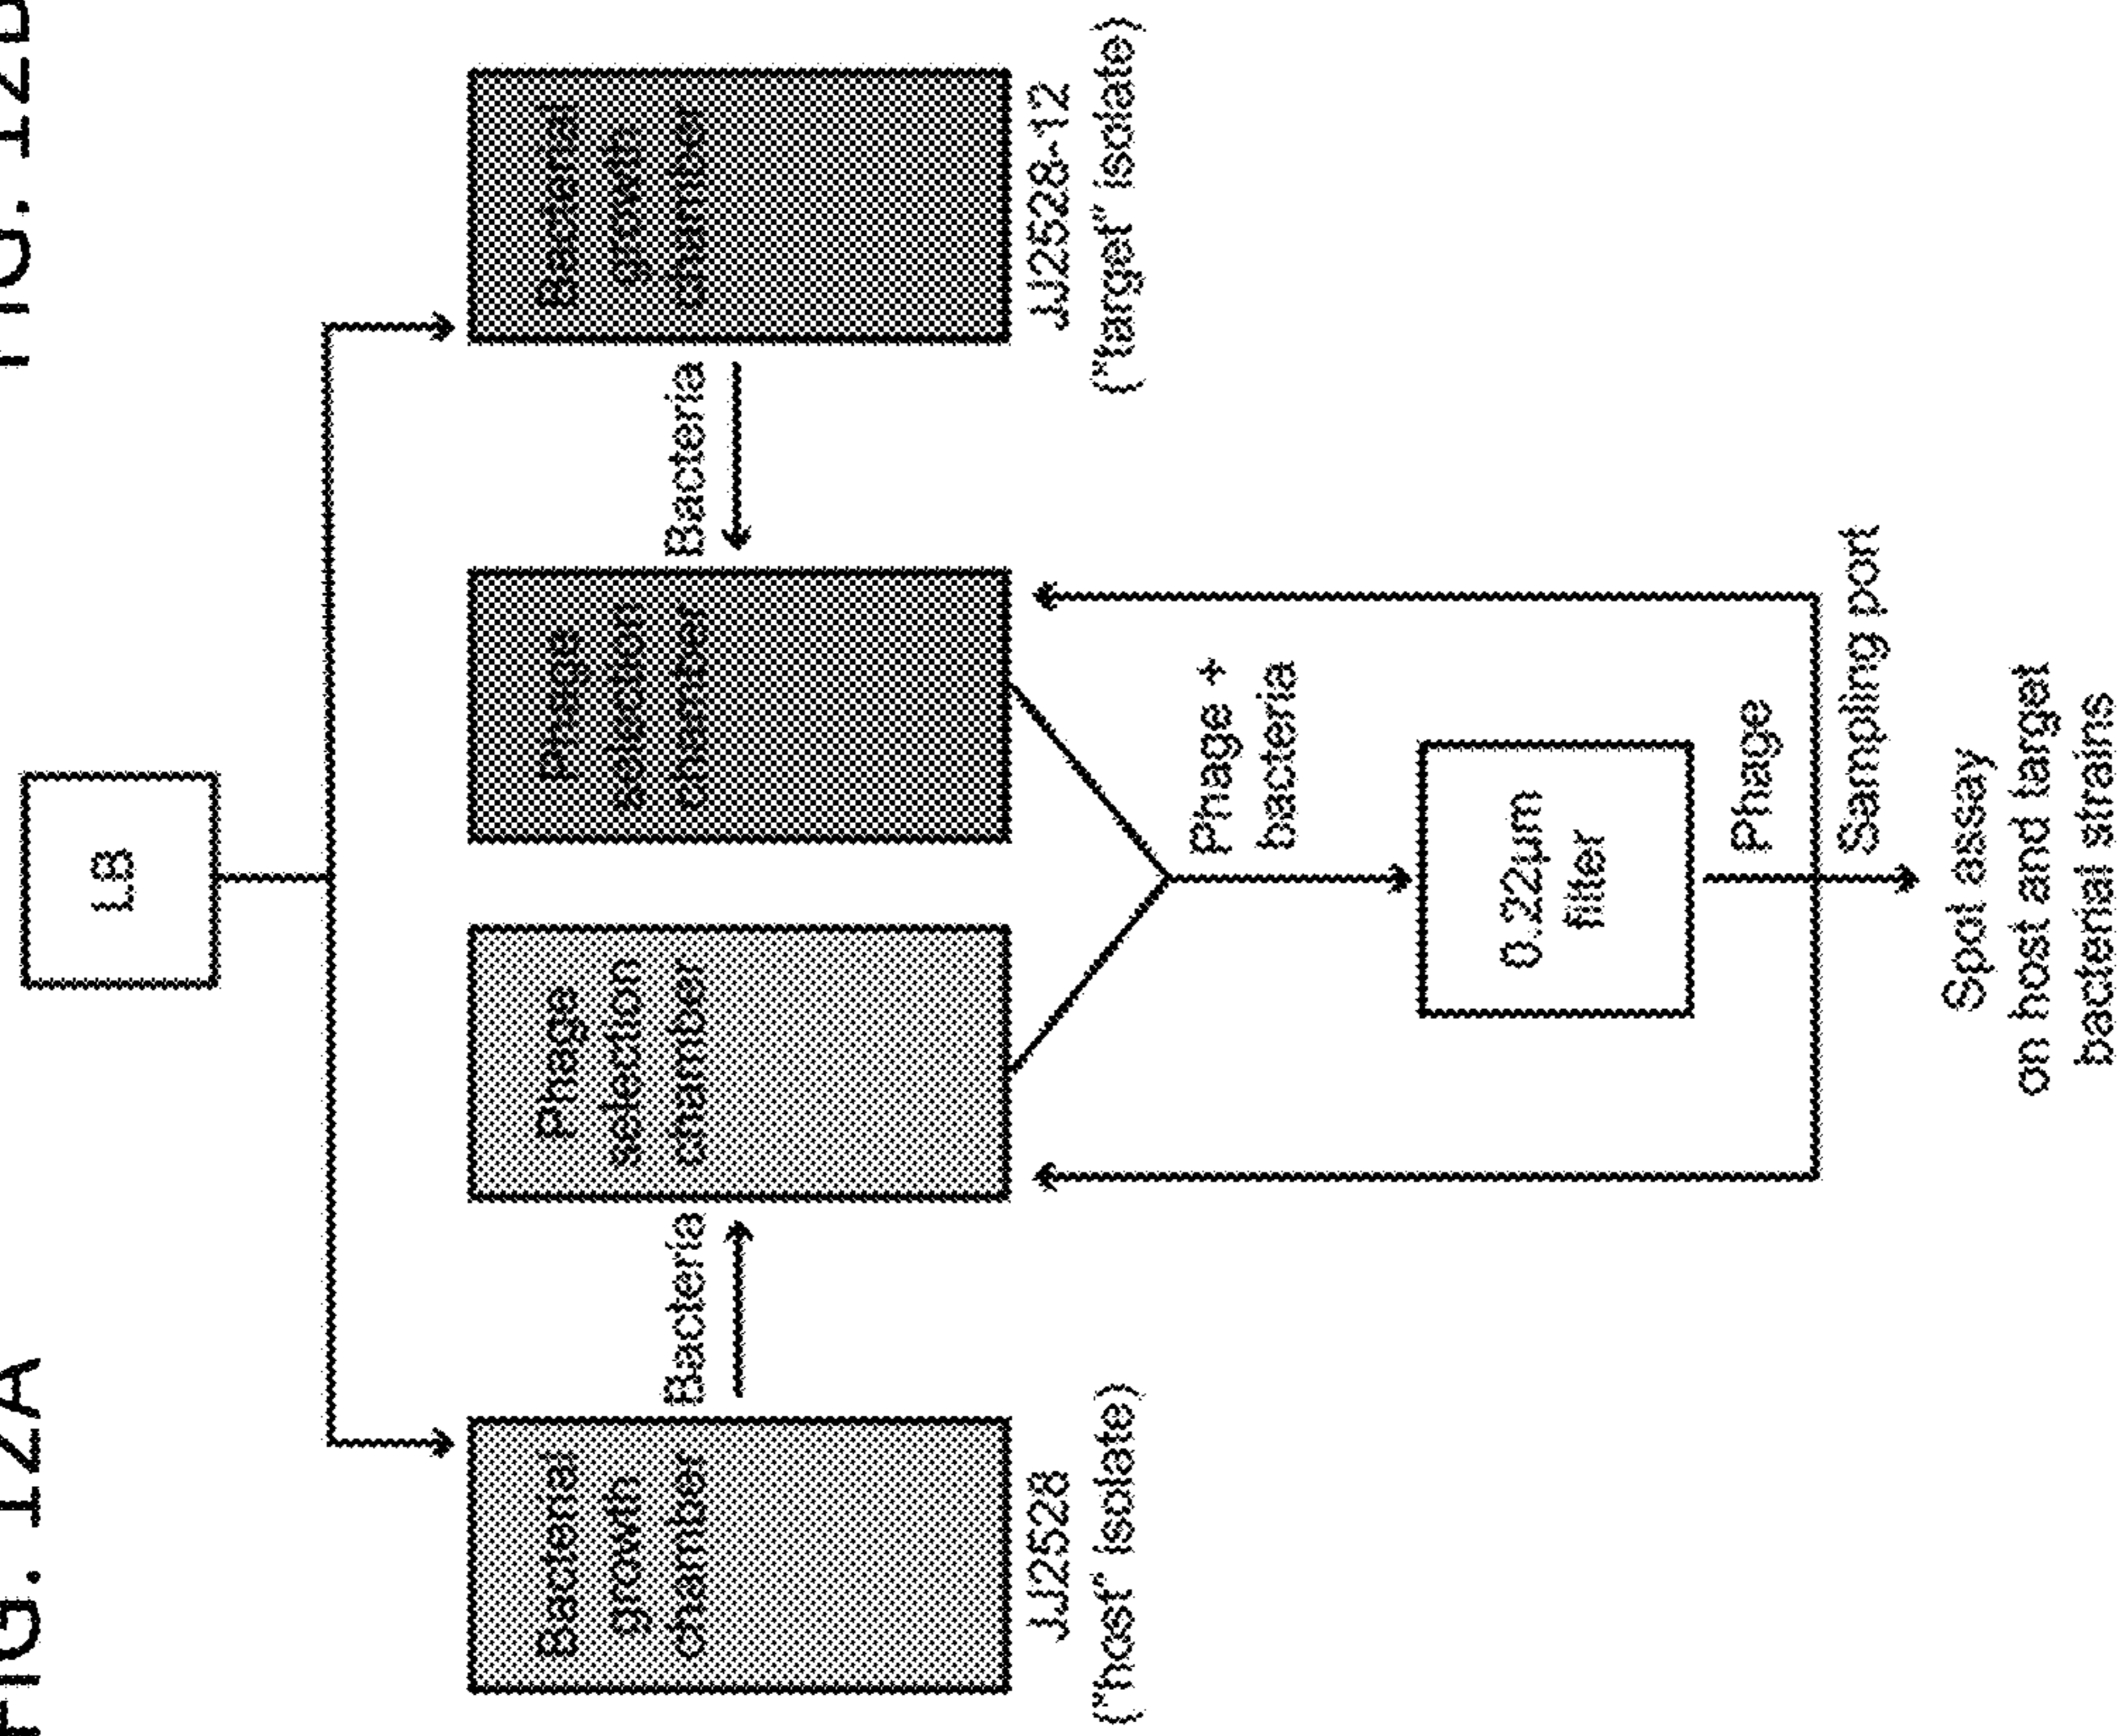 FIG. 12A
FIG. 12B
LB
Bacterial
growth
chamber
Bacteria
Phage
selection
chamber
Phage
selection
chamber
Bacteria
Bacterial
growth
chamber
JJ2528
("host" isolate)
JJ2528-12
("target" isolate)
Phage +
bacteria
0.22µm
filter
Phage
Sampling port
Spot assay
on host and target
bacterial strains